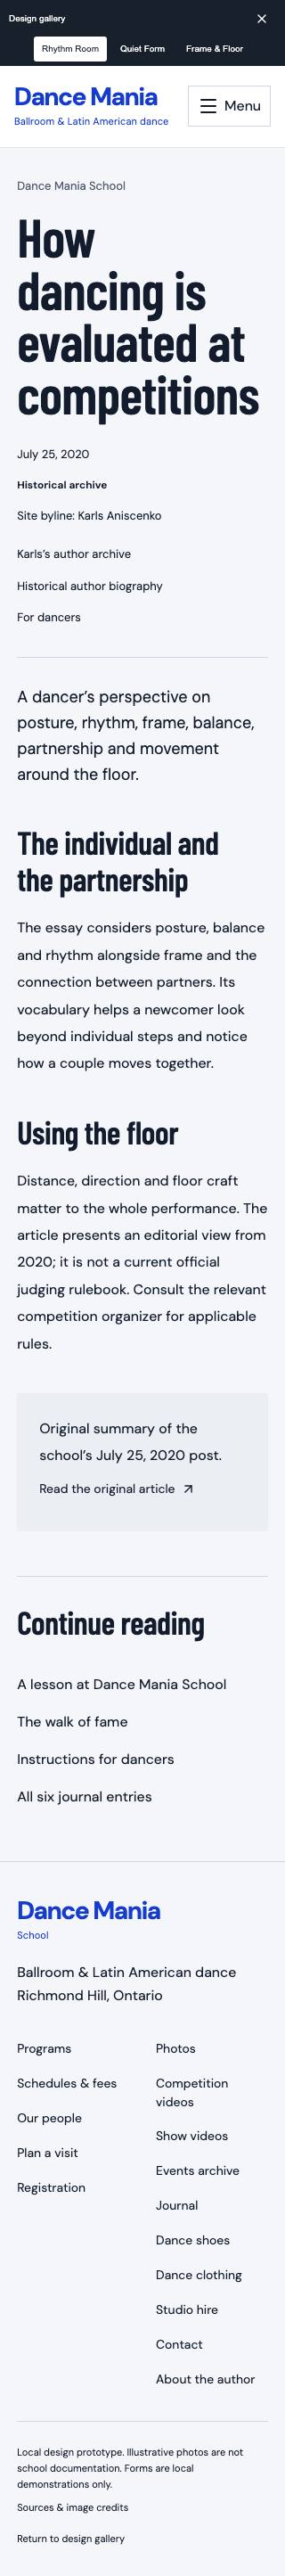 Design gallery
Rhythm Room Quiet Form Frame & Floor
Dance Mania
Ballroom & Latin American dance
Menu
Dance Mania School
How
dancing is
evaluated at
competitions
July 25, 2020
Historical archive
Site byline: Karls Aniscenko
Karls’s author archive
Historical author biography
For dancers
A dancer’s perspective on
posture, rhythm, frame, balance,
partnership and movement
around the floor.
The individual and
the partnership
The essay considers posture, balance
and rhythm alongside frame and the
connection between partners. Its
vocabulary helps a newcomer look
beyond individual steps and notice
how a couple moves together.
Using the floor
Distance, direction and floor craft
matter to the whole performance. The
article presents an editorial view from
2020; it is not a current official
judging rulebook. Consult the relevant
competition organizer for applicable
rules.
Original summary of the
school’s July 25, 2020 post.
Read the original article
Continue reading
A lesson at Dance Mania School
The walk of fame
Instructions for dancers
All six journal entries
Dance Mania
School
Ballroom & Latin American dance
Richmond Hill, Ontario
Programs
Schedules & fees
Our people
Plan a visit
Registration
Photos
Competition
videos
Show videos
Events archive
Journal
Dance shoes
Dance clothing
Studio hire
Contact
About the author
Local design prototype. Illustrative photos are not
school documentation. Forms are local
demonstrations only.
Sources & image credits
Return to design gallery